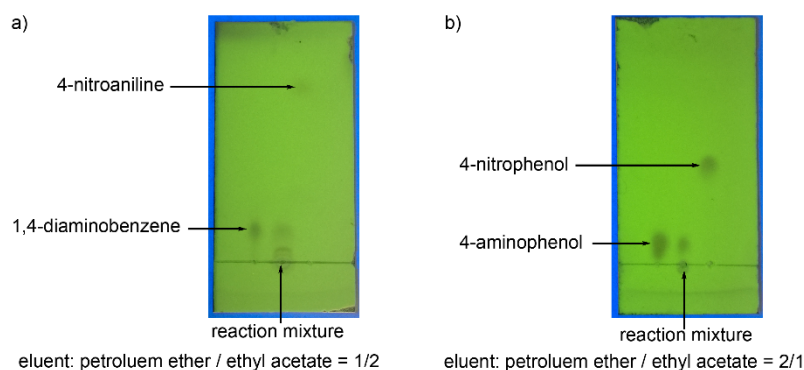 a)
4-nitroaniline
1,4-diaminobenzene
reaction mixture
eluent: petroluem ether / ethyl acetate = 1/2
b)
4-nitrophenol
4-aminophenol
reaction mixture
eluent: petroluem ether / ethyl acetate = 2/1